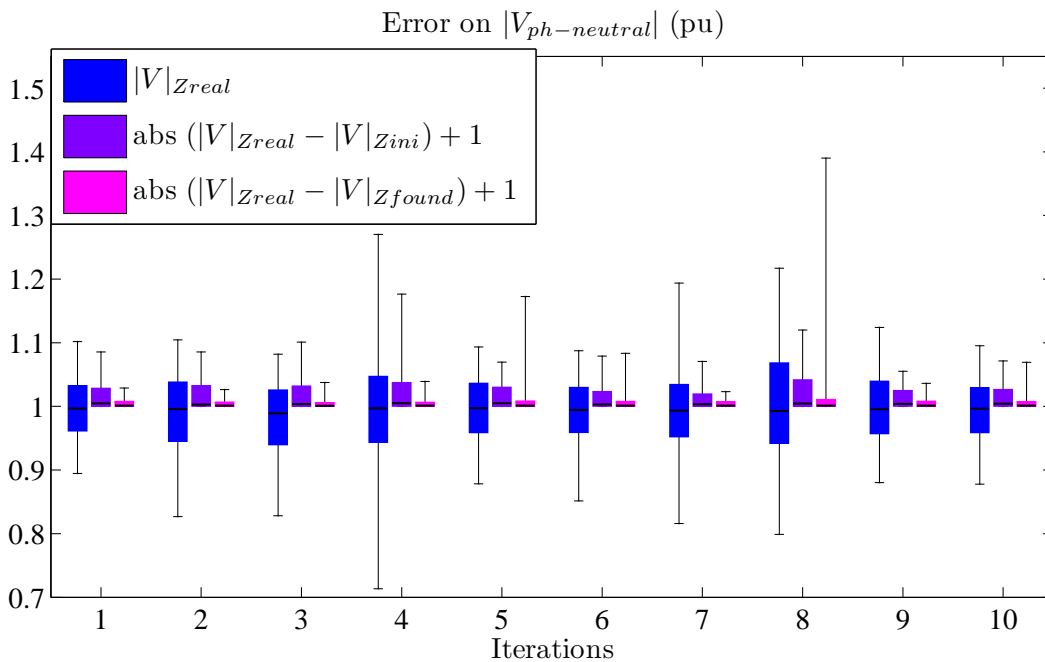 Error on |V_{ph−neutral}| (pu)
|V|_{Zreal}
abs (|V|_{Zreal} − |V|_{Zini}) + 1
abs (|V|_{Zreal} − |V|_{Zfound}) + 1
1.5
1.4
1.3
1.2
1.1
1
0.9
0.8
0.7
1 2 3 4 5 6 7 8 9 10
Iterations